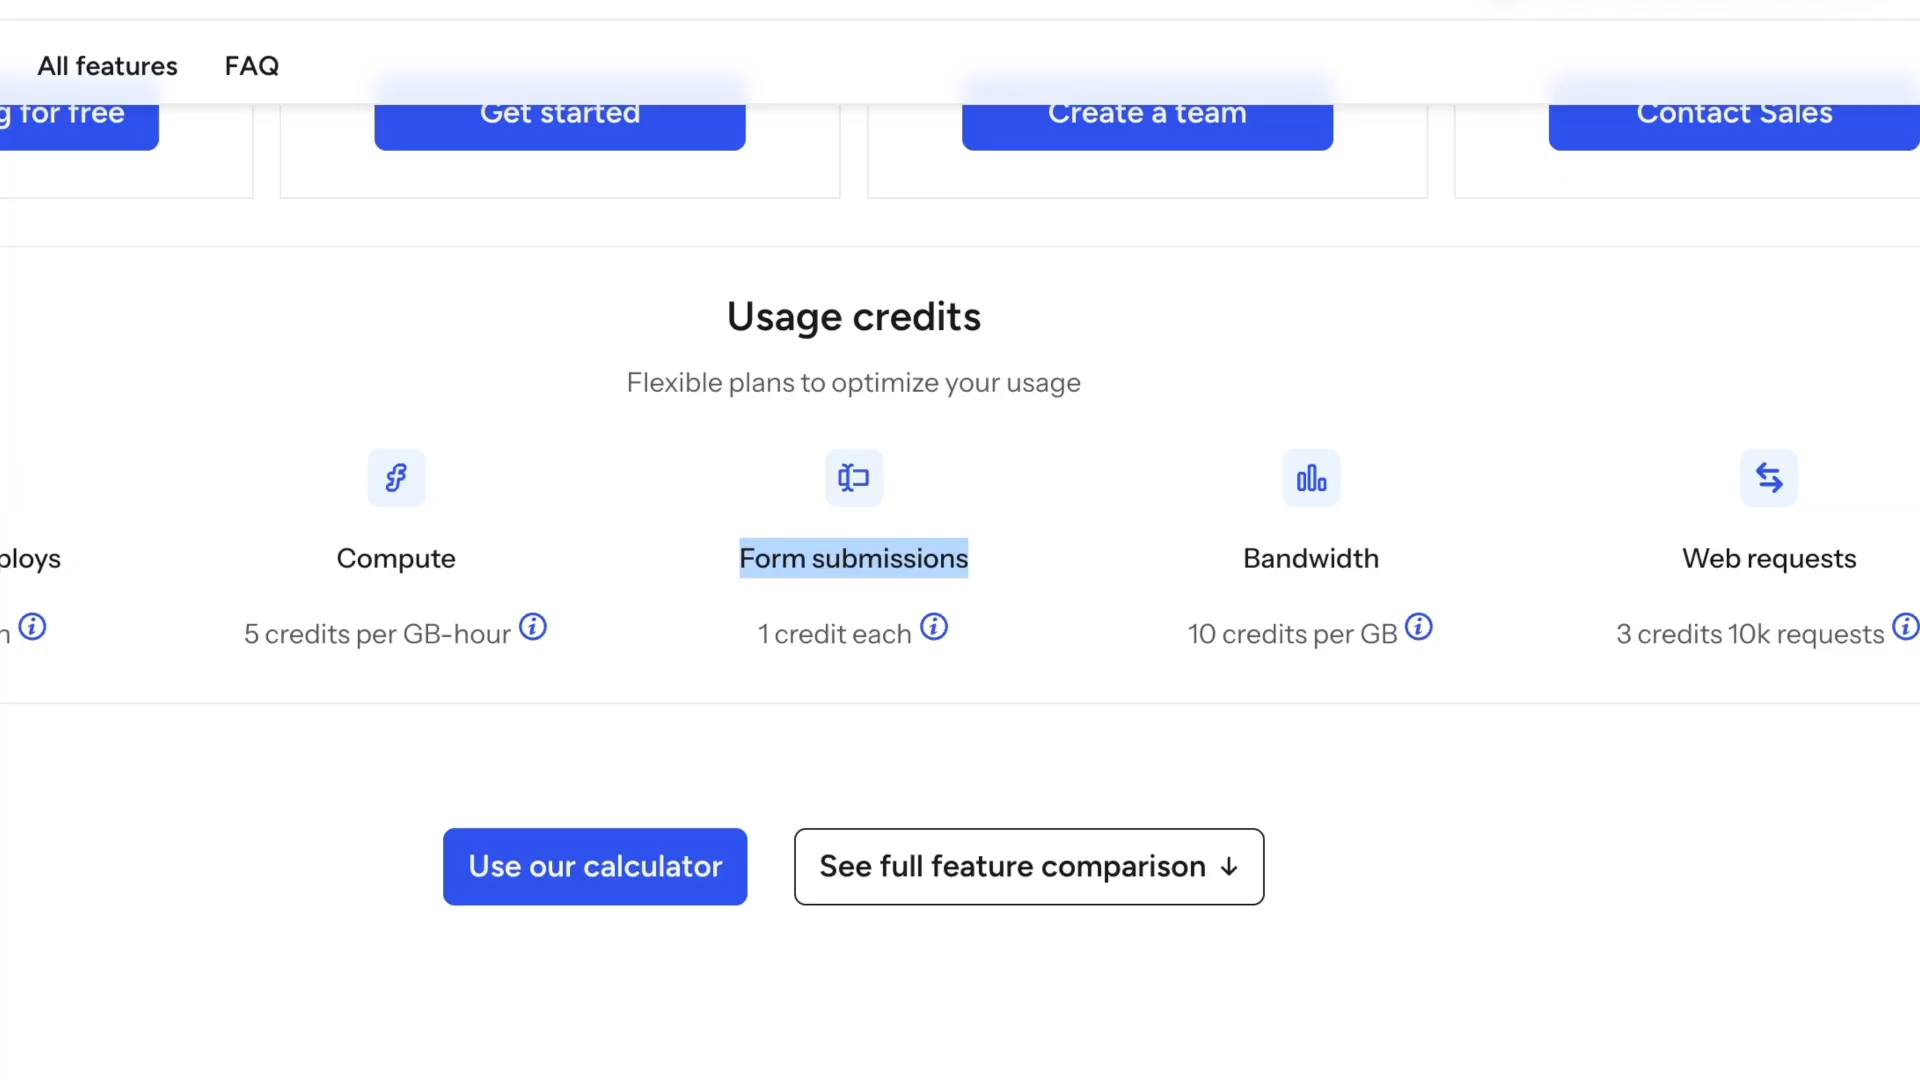 All features FAQ
for free Get started Create a team Contact Sales
Usage credits
Flexible plans to optimize your usage
Compute Form submissions Bandwidth Web requests
5 credits per GB-hour 1 credit each 10 credits per GB 3 credits 10k requests
Use our calculator See full feature comparison ↓